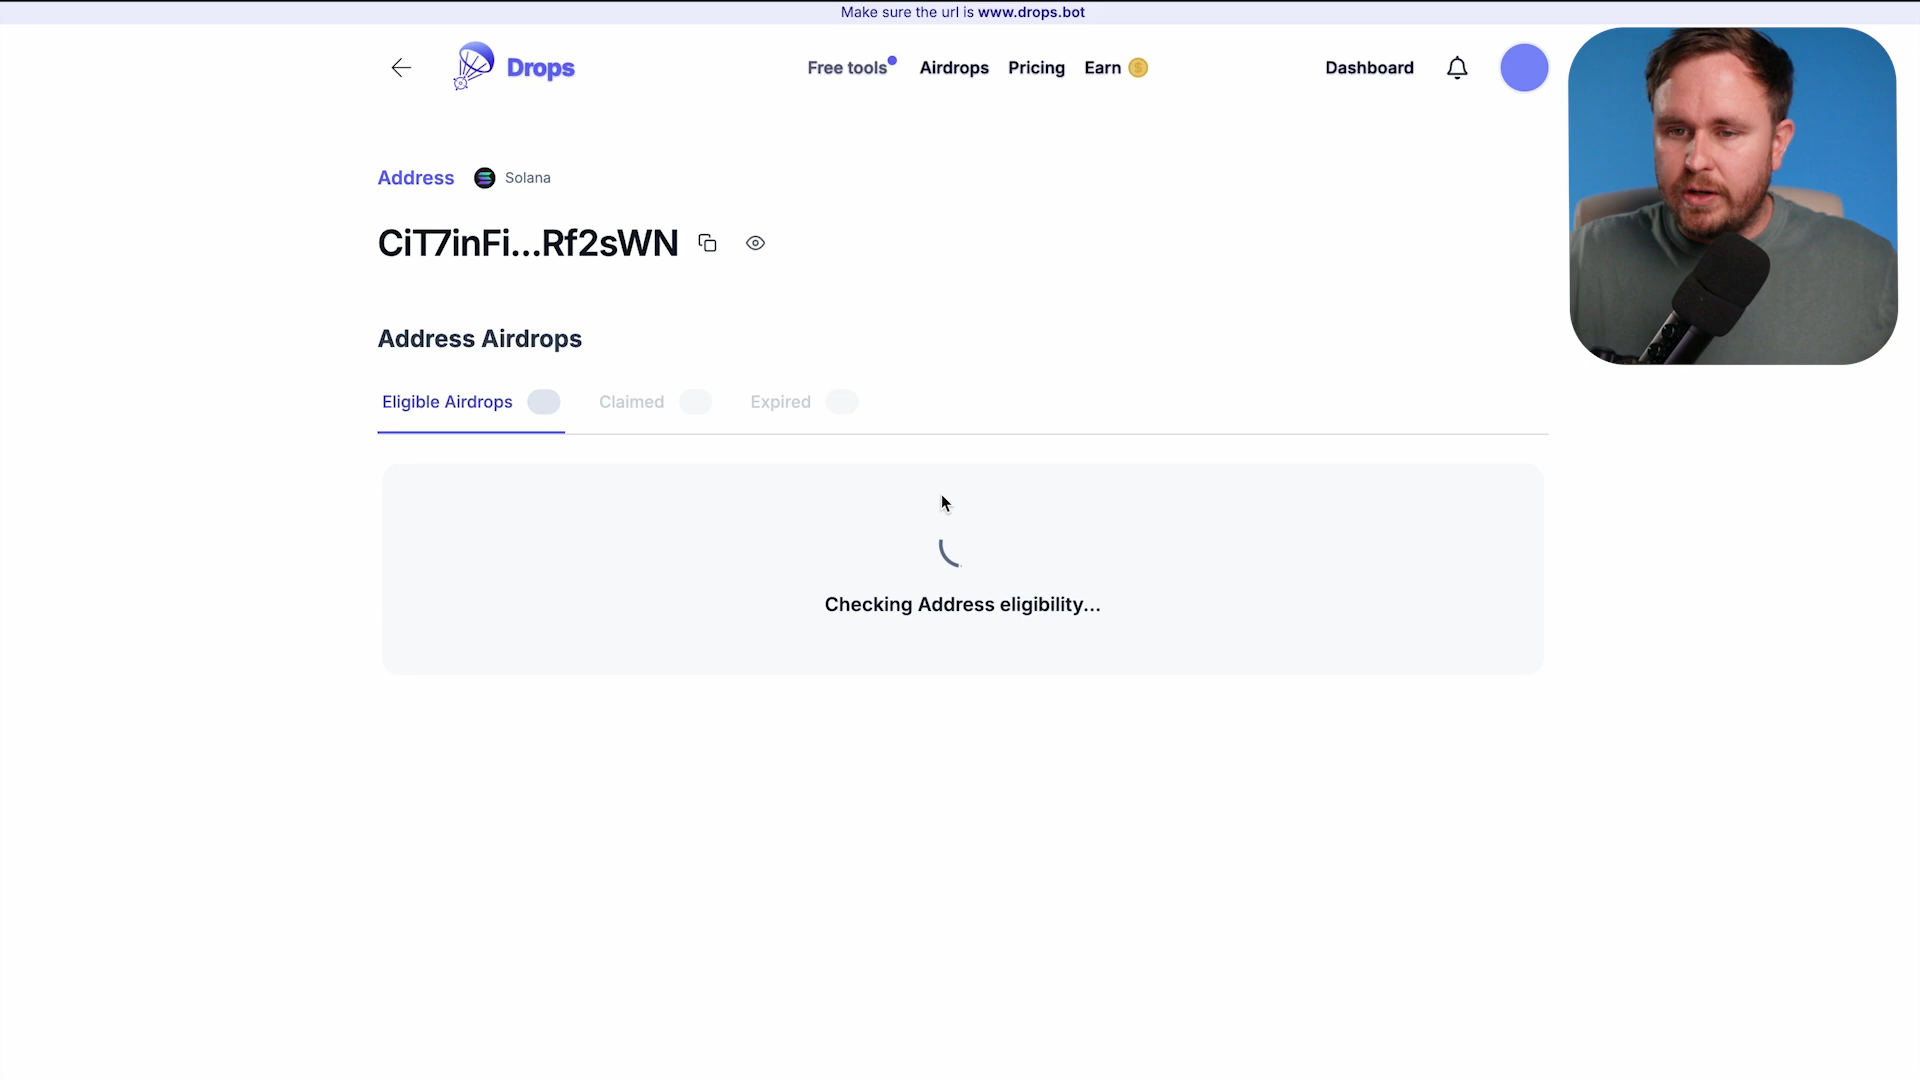 Make sure the url is www.drops.bot
Drops
Free tools
Airdrops
Pricing
Earn
Dashboard
Address
Solana
CiT7inFi...Rf2sWN
Address Airdrops
Eligible Airdrops
Claimed
Expired
Checking Address eligibility...